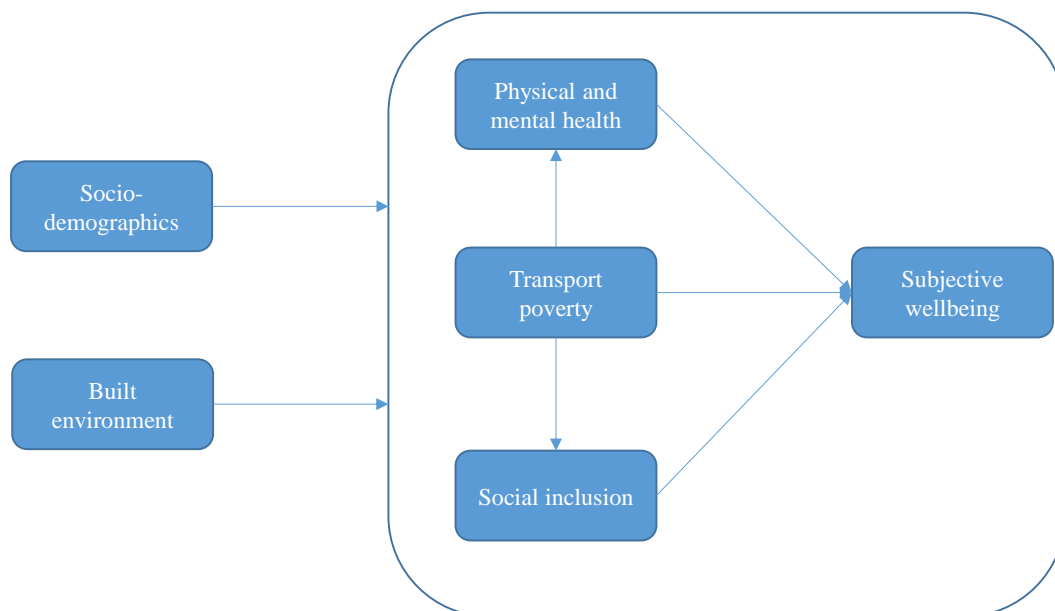 Physical and
mental health
Socio-
demographics
Transport
poverty
Subjective
wellbeing
Built
environment
Social inclusion